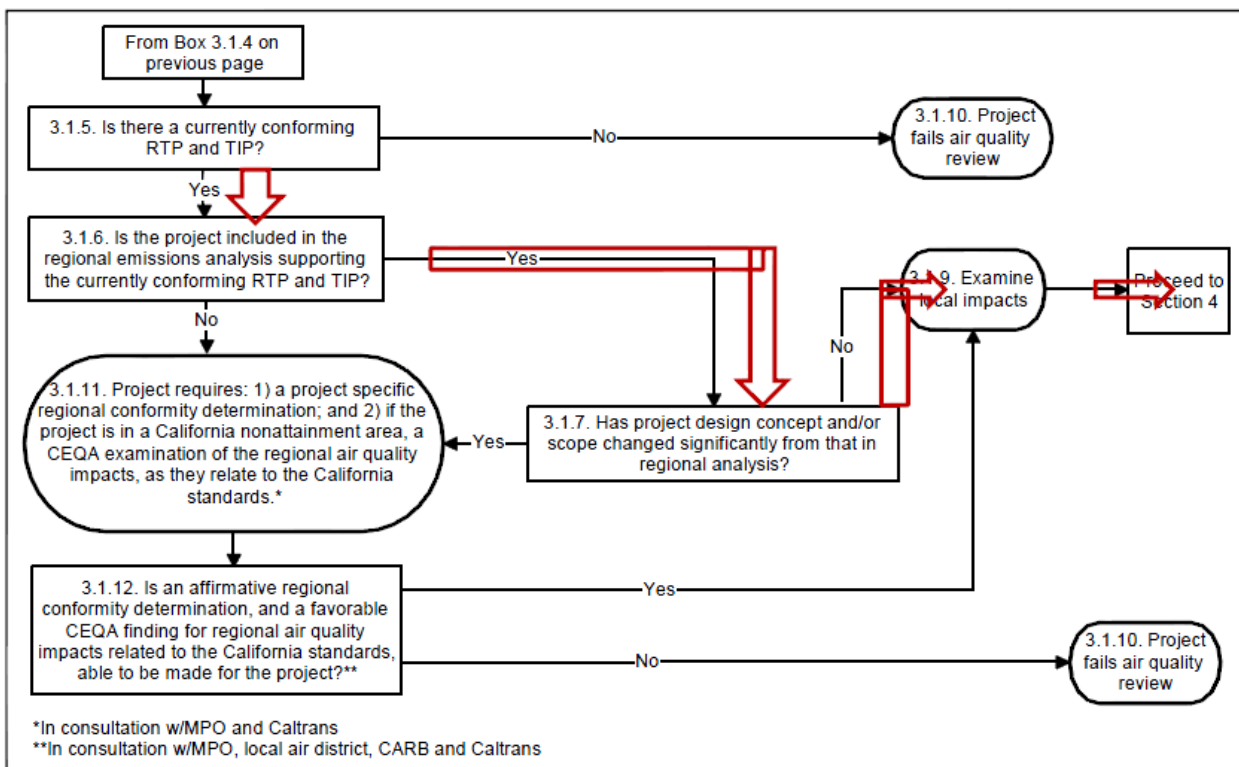 From Box 3.1.4 on
previous page
3.1.5. Is there a currently conforming
RTP and TIP?
No
3.1.10. Project
fails air quality
review
Yes
3.1.6. Is the project included in the
regional emissions analysis supporting
the currently conforming RTP and TIP?
Yes
3.1.9. Examine
local impacts
Proceed to
Section 4
No
No
3.1.11. Project requires: 1) a project specific
regional conformity determination; and 2) if the
project is in a California nonattainment area, a
CEQA examination of the regional air quality
impacts, as they relate to the California
standards.*
Yes
3.1.7. Has project design concept and/or
scope changed significantly from that in
regional analysis?
3.1.12. Is an affirmative regional
conformity determination, and a favorable
CEQA finding for regional air quality
impacts related to the California standards,
able to be made for the project?**
Yes
No
3.1.10. Project
fails air quality
review
*In consultation w/MPO and Caltrans
**In consultation w/MPO, local air district, CARB and Caltrans